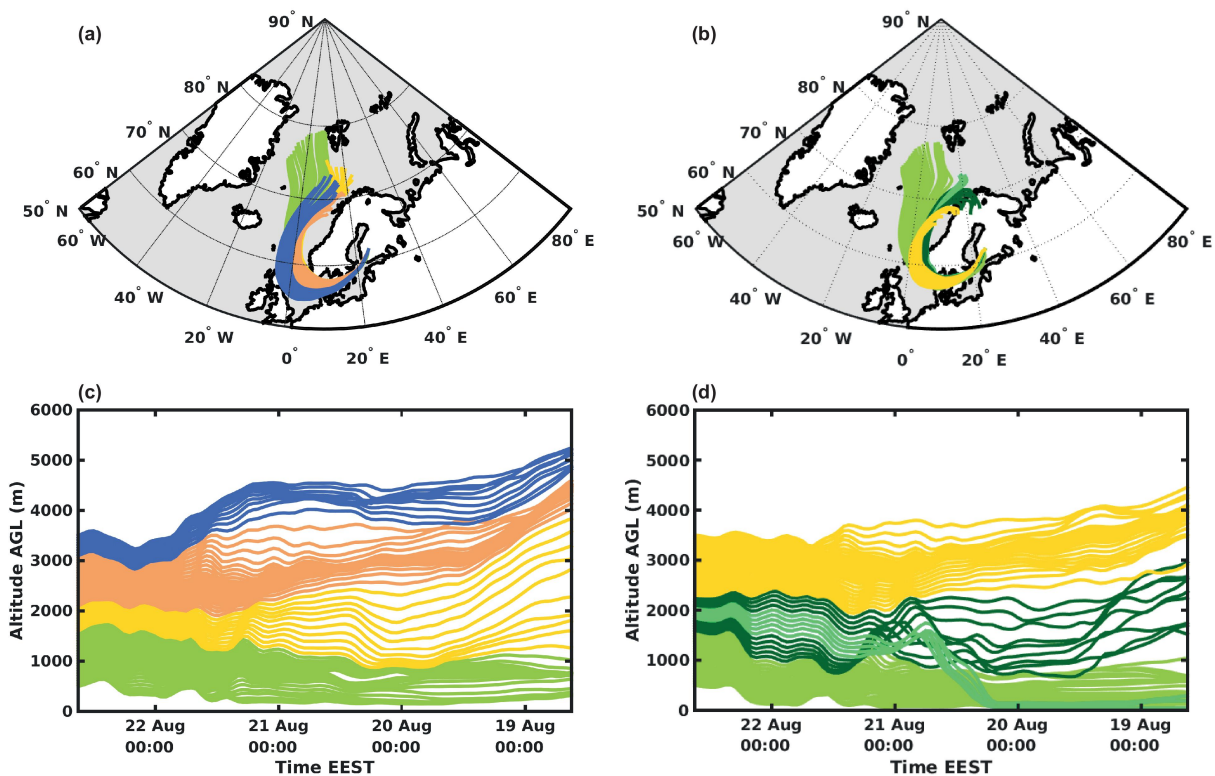 (a)
90° N
80° N
70° N
60° N
50° N
60° W
40° W
20° W
0°
20° E
40° E
60° E
80° E
(b)
90° N
80° N
70° N
60° N
50° N
60° W
40° W
20° W
0°
20° E
40° E
60° E
80° E
(c)
Altitude AGL (m)
6000
5000
4000
3000
2000
1000
0
22 Aug 21 Aug 20 Aug 19 Aug
00:00 00:00 00:00 00:00
Time EEST
(d)
Altitude AGL (m)
6000
5000
4000
3000
2000
1000
0
22 Aug 21 Aug 20 Aug 19 Aug
00:00 00:00 00:00 00:00
Time EEST